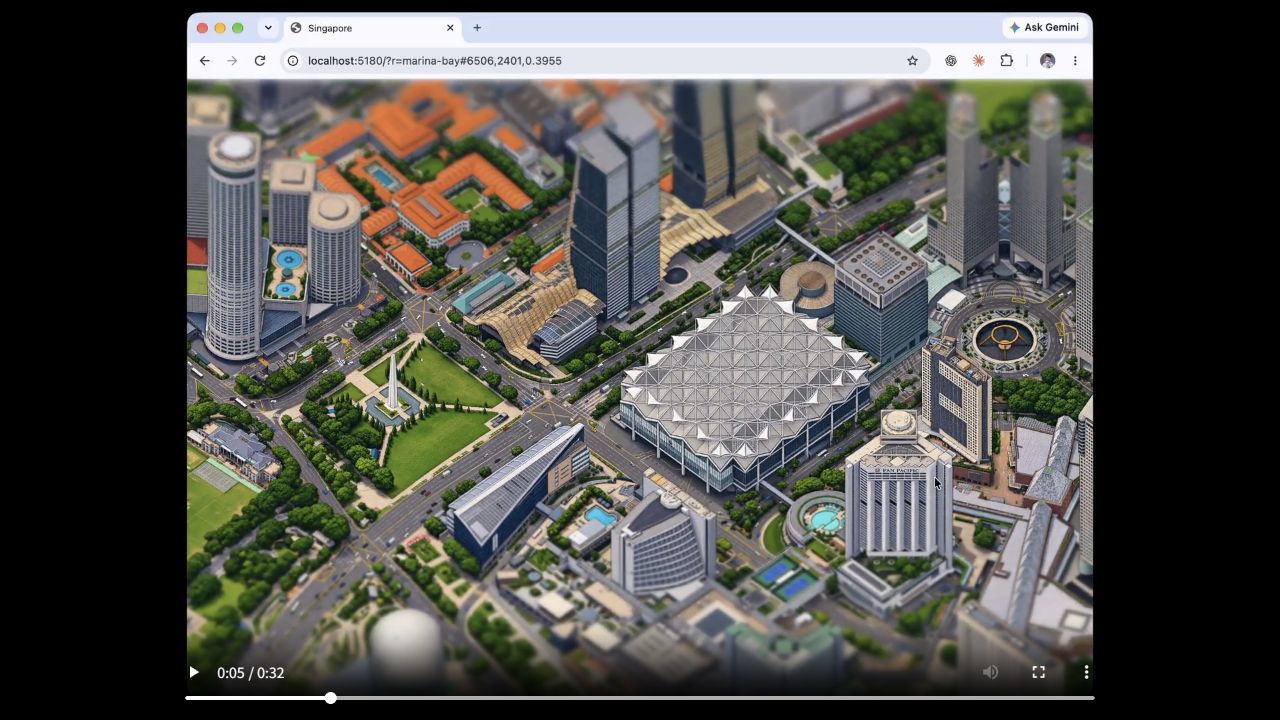 Singapore
Ask Gemini
localhost:5180/?r=marina-bay#6506,2401,0.3955
PAN PACIFIC
0:05 / 0:32